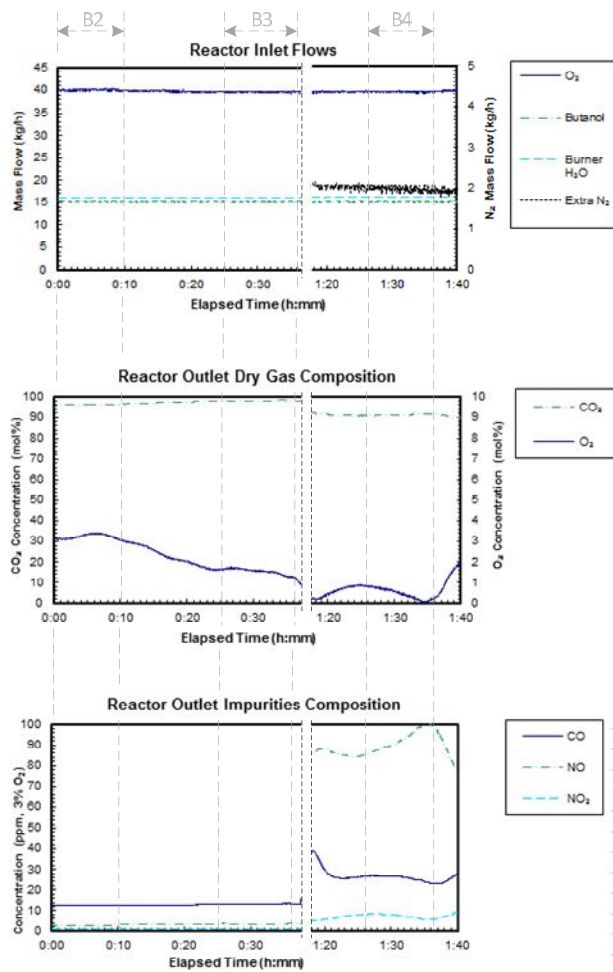 B2 B3 B4
Reactor Inlet Flows
45 5
40
35 4
30
25 3
20
15 2
10
5 1
0 0
Mass Flow (kg/h)
N₂ Mass Flow (kg/h)
0:00 0:10 0:20 0:30 1:20 1:30 1:40
Elapsed Time (h:mm)
O₂
Butanol
Burner
H₂O
Extra N₂
Reactor Outlet Dry Gas Composition
100 10
90 9
80 8
70 7
60 6
50 5
40 4
30 3
20 2
10 1
0 0
CO₂ Concentration (mol%)
O₂ Concentration (mol%)
0:00 0:10 0:20 0:30 1:20 1:30 1:40
Elapsed Time (h:mm)
CO₂
O₂
Reactor Outlet Impurities Composition
100
90
80
70
60
50
40
30
20
10
0
Concentration (ppm, 3% O₂)
0:00 0:10 0:20 0:30 1:20 1:30 1:40
Elapsed Time (h:mm)
CO
NO
NO₂